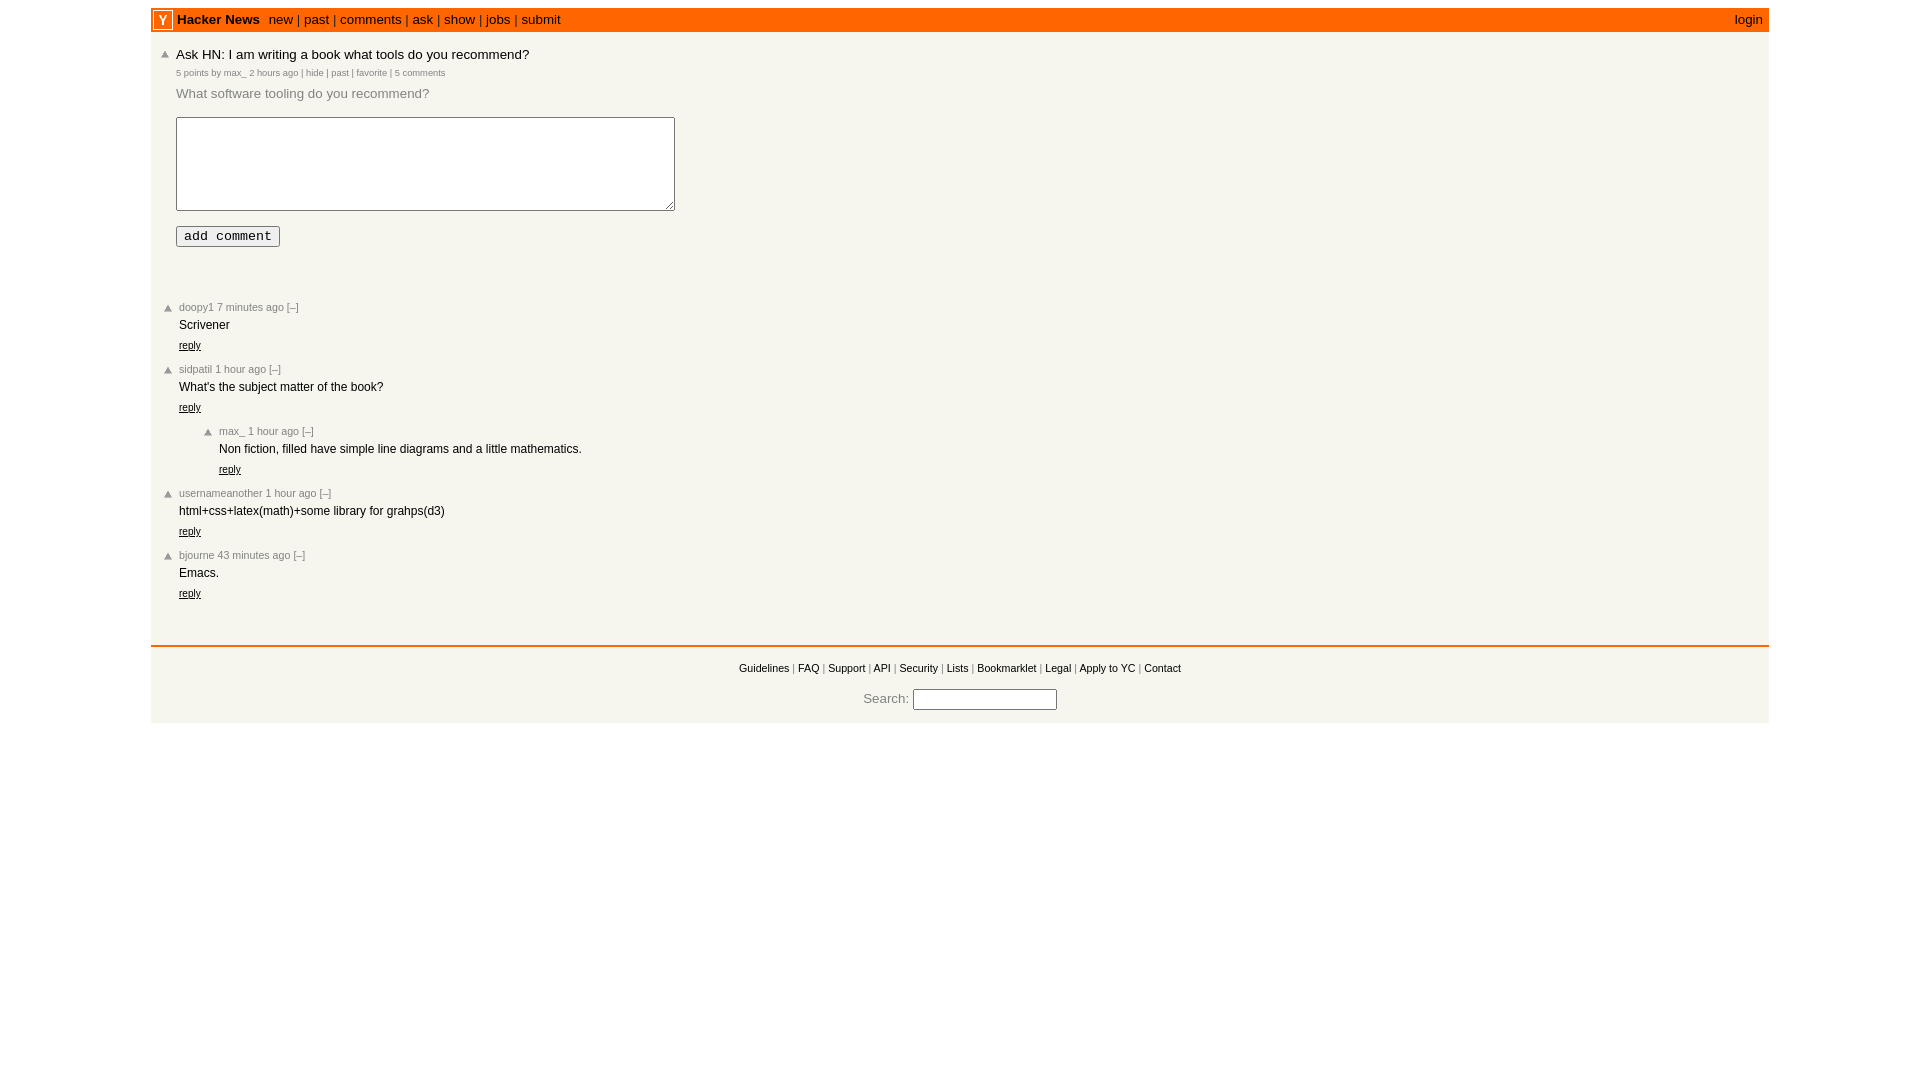 Y Hacker News new | past | comments | ask | show | jobs | submit login
Ask HN: I am writing a book what tools do you recommend?
5 points by max_ 2 hours ago | hide | past | favorite | 5 comments
What software tooling do you recommend?
add comment
doopy1 7 minutes ago [–]
Scrivener
reply
sidpatil 1 hour ago [–]
What's the subject matter of the book?
reply
max_ 1 hour ago [–]
Non fiction, filled have simple line diagrams and a little mathematics.
reply
usernameanother 1 hour ago [–]
html+css+latex(math)+some library for grahps(d3)
reply
bjourne 43 minutes ago [–]
Emacs.
reply
Guidelines | FAQ | Support | API | Security | Lists | Bookmarklet | Legal | Apply to YC | Contact
Search: